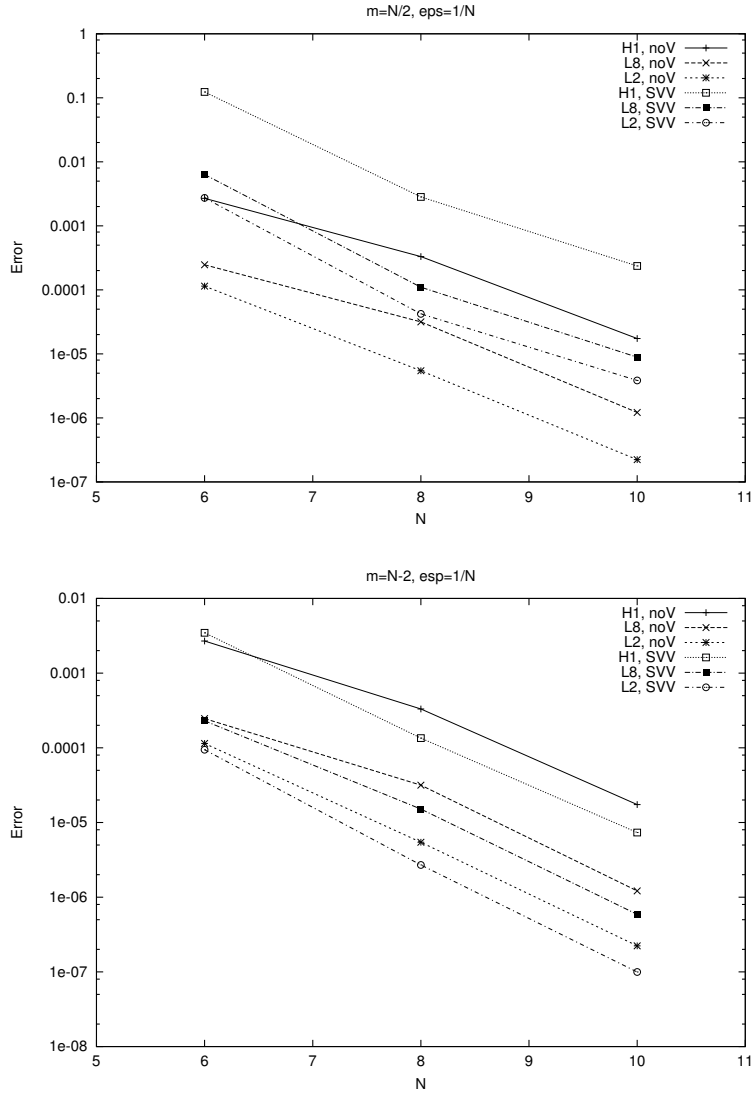 m=N/2, eps=1/N
1
0.1
0.01
0.001
0.0001
1e-05
1e-06
1e-07
Error
5
6
7
8
9
10
11
N
H1, noV
L8, noV
L2, noV
H1, SVV
L8, SVV
L2, SVV
m=N-2, esp=1/N
0.01
0.001
0.0001
1e-05
1e-06
1e-07
1e-08
Error
5
6
7
8
9
10
11
N
H1, noV
L8, noV
L2, noV
H1, SVV
L8, SVV
L2, SVV